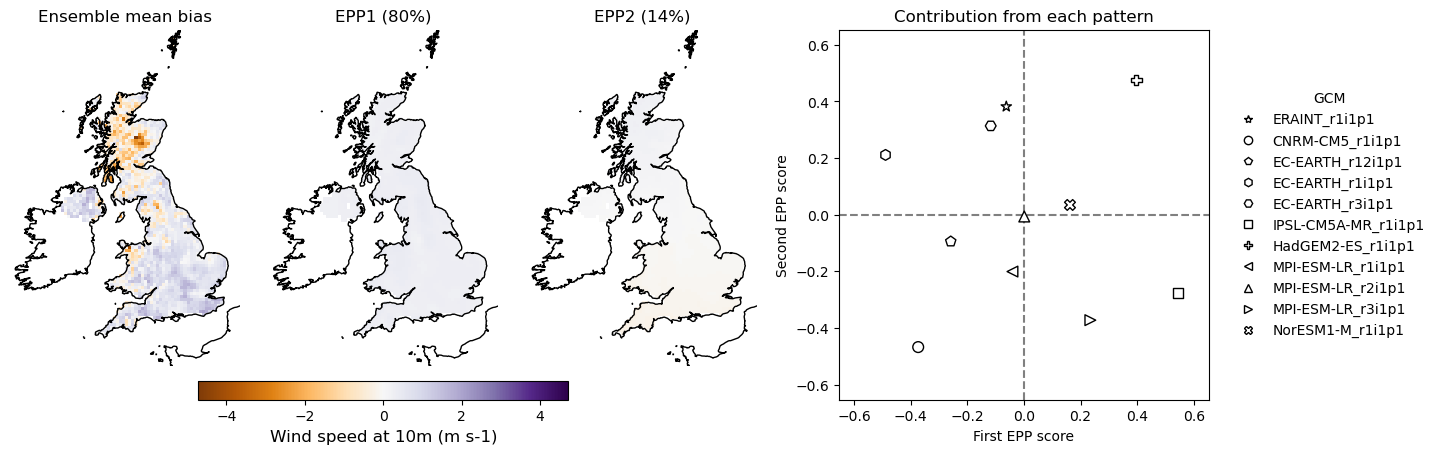 Ensemble mean bias
EPP1 (80%)
EPP2 (14%)
Contribution from each pattern
−4
−2
0
2
4
Wind speed at 10m (m s-1)
0.6
0.4
0.2
0.0
−0.2
−0.4
−0.6
Second EPP score
−0.6
−0.4
−0.2
0.0
0.2
0.4
0.6
First EPP score
GCM
ERAINT_r1i1p1
CNRM-CM5_r1i1p1
EC-EARTH_r12i1p1
EC-EARTH_r1i1p1
EC-EARTH_r3i1p1
IPSL-CM5A-MR_r1i1p1
HadGEM2-ES_r1i1p1
MPI-ESM-LR_r1i1p1
MPI-ESM-LR_r2i1p1
MPI-ESM-LR_r3i1p1
NorESM1-M_r1i1p1